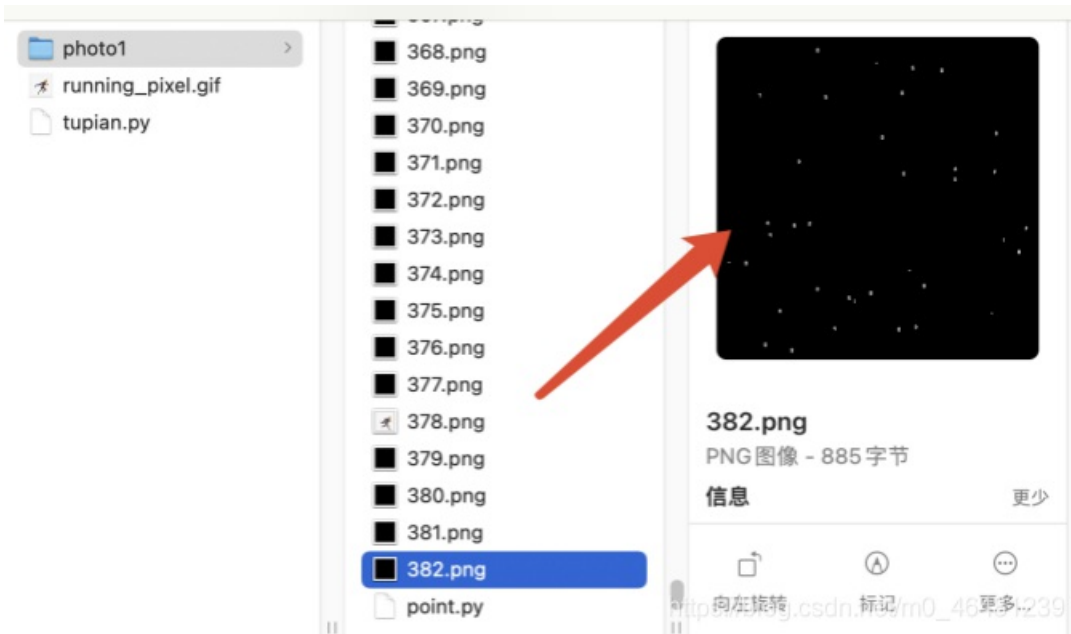 photo1
running_pixel.gif
tupian.py
368.png
369.png
370.png
371.png
372.png
373.png
374.png
375.png
376.png
377.png
378.png
379.png
380.png
381.png
382.png
point.py
382.png
PNG图像 - 885字节
信息
更少
向左旋转
标记
更多...